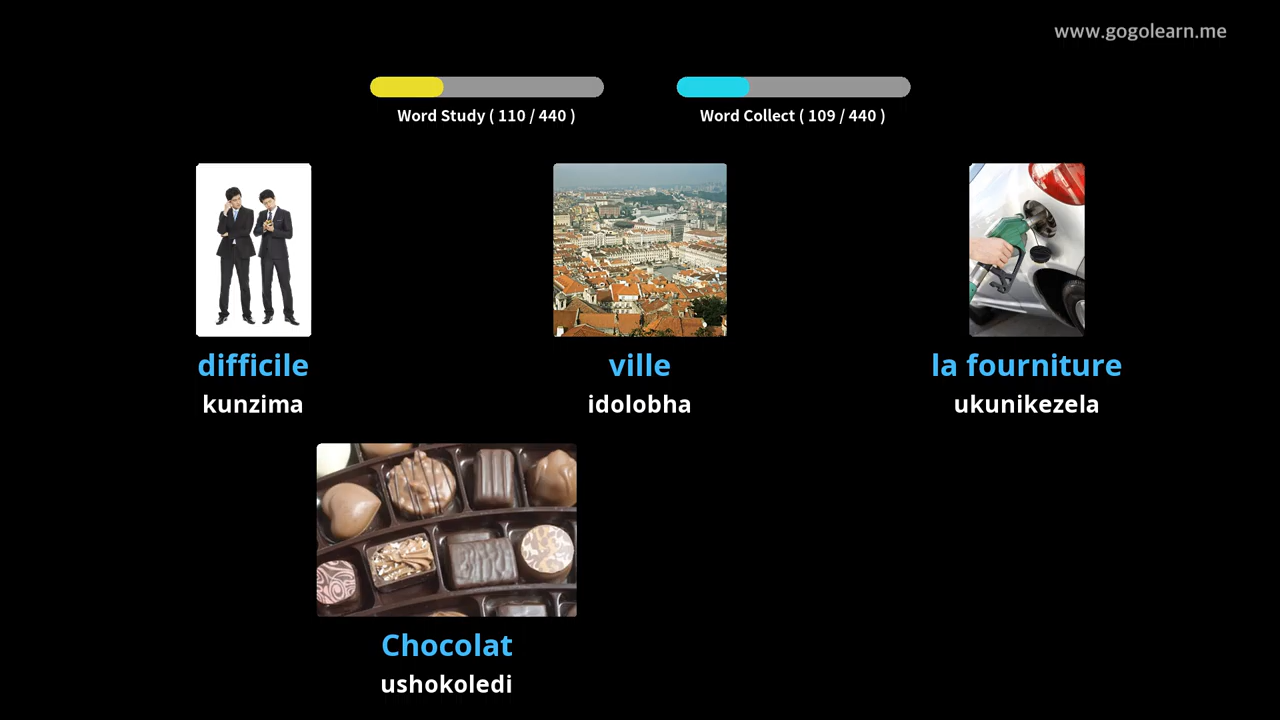 www.gogolearn.me
Word Study ( 110 / 440 )
Word Collect ( 109 / 440 )
difficile
kunzima
ville
idolobha
la fourniture
ukunikezela
Chocolat
ushokoledi